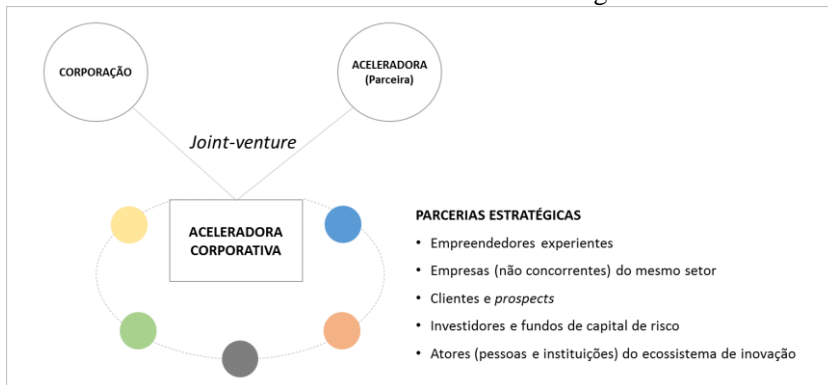 CORPORAÇÃO
ACELERADORA
(Parceira)
Joint-venture
ACELERADORA
CORPORATIVA
PARCERIAS ESTRATÉGICAS
• Empreendedores experientes
• Empresas (não concorrentes) do mesmo setor
• Clientes e prospects
• Investidores e fundos de capital de risco
• Atores (pessoas e instituições) do ecossistema de inovação